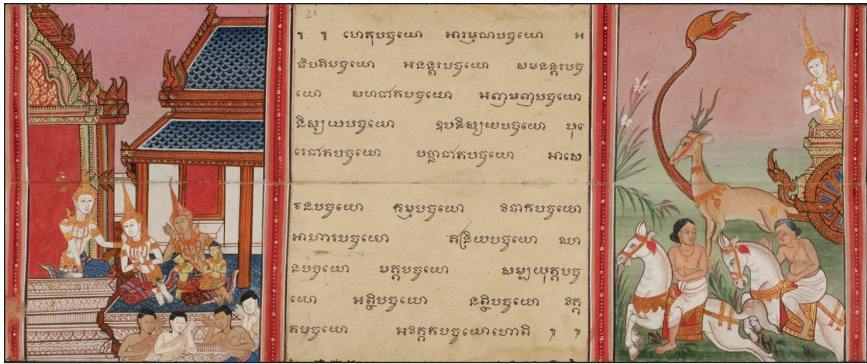 ៕ ៕ ហេតុបច្ចយោ អារម្មណបច្ចយោ អ
ធិបតិបច្ចយោ អនន្តរបច្ចយោ សមនន្តរបច្ច
យោ សហជាតបច្ចយោ អញ្ញមញ្ញបច្ចយោ
និស្សយបច្ចយោ ឧបនិស្សយបច្ចយោ បុ
រេជាតបច្ចយោ បច្ឆាជាតបច្ចយោ អាសេ
វនបច្ចយោ កម្មបច្ចយោ វិបាកបច្ចយោ
អាហារបច្ចយោ ឥន្ទ្រិយបច្ចយោ ឈា
នបច្ចយោ មគ្គបច្ចយោ សម្បយុត្តបច្ច
យោ អត្ថិបច្ចយោ នត្ថិបច្ចយោ វិគ្គ
តបច្ចយោ អវិគ្គតបច្ចយោហោតិ ៕ ៕